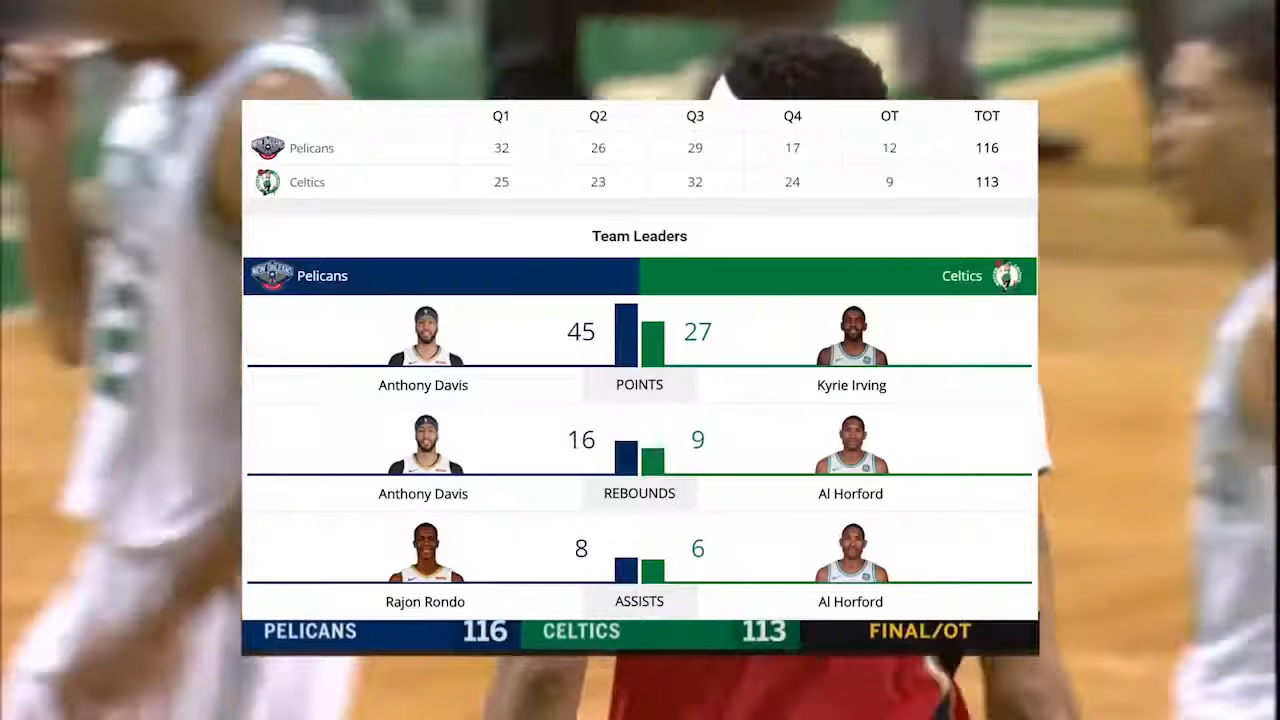 Q1 Q2 Q3 Q4 OT TOT
Pelicans 32 26 29 17 12 116
Celtics 25 23 32 24 9 113
Team Leaders
NEW ORLEANS Pelicans Celtics
45 27
Anthony Davis POINTS Kyrie Irving
16 9
Anthony Davis REBOUNDS Al Horford
8 6
Rajon Rondo ASSISTS Al Horford
PELICANS 116 CELTICS 113 FINAL/OT